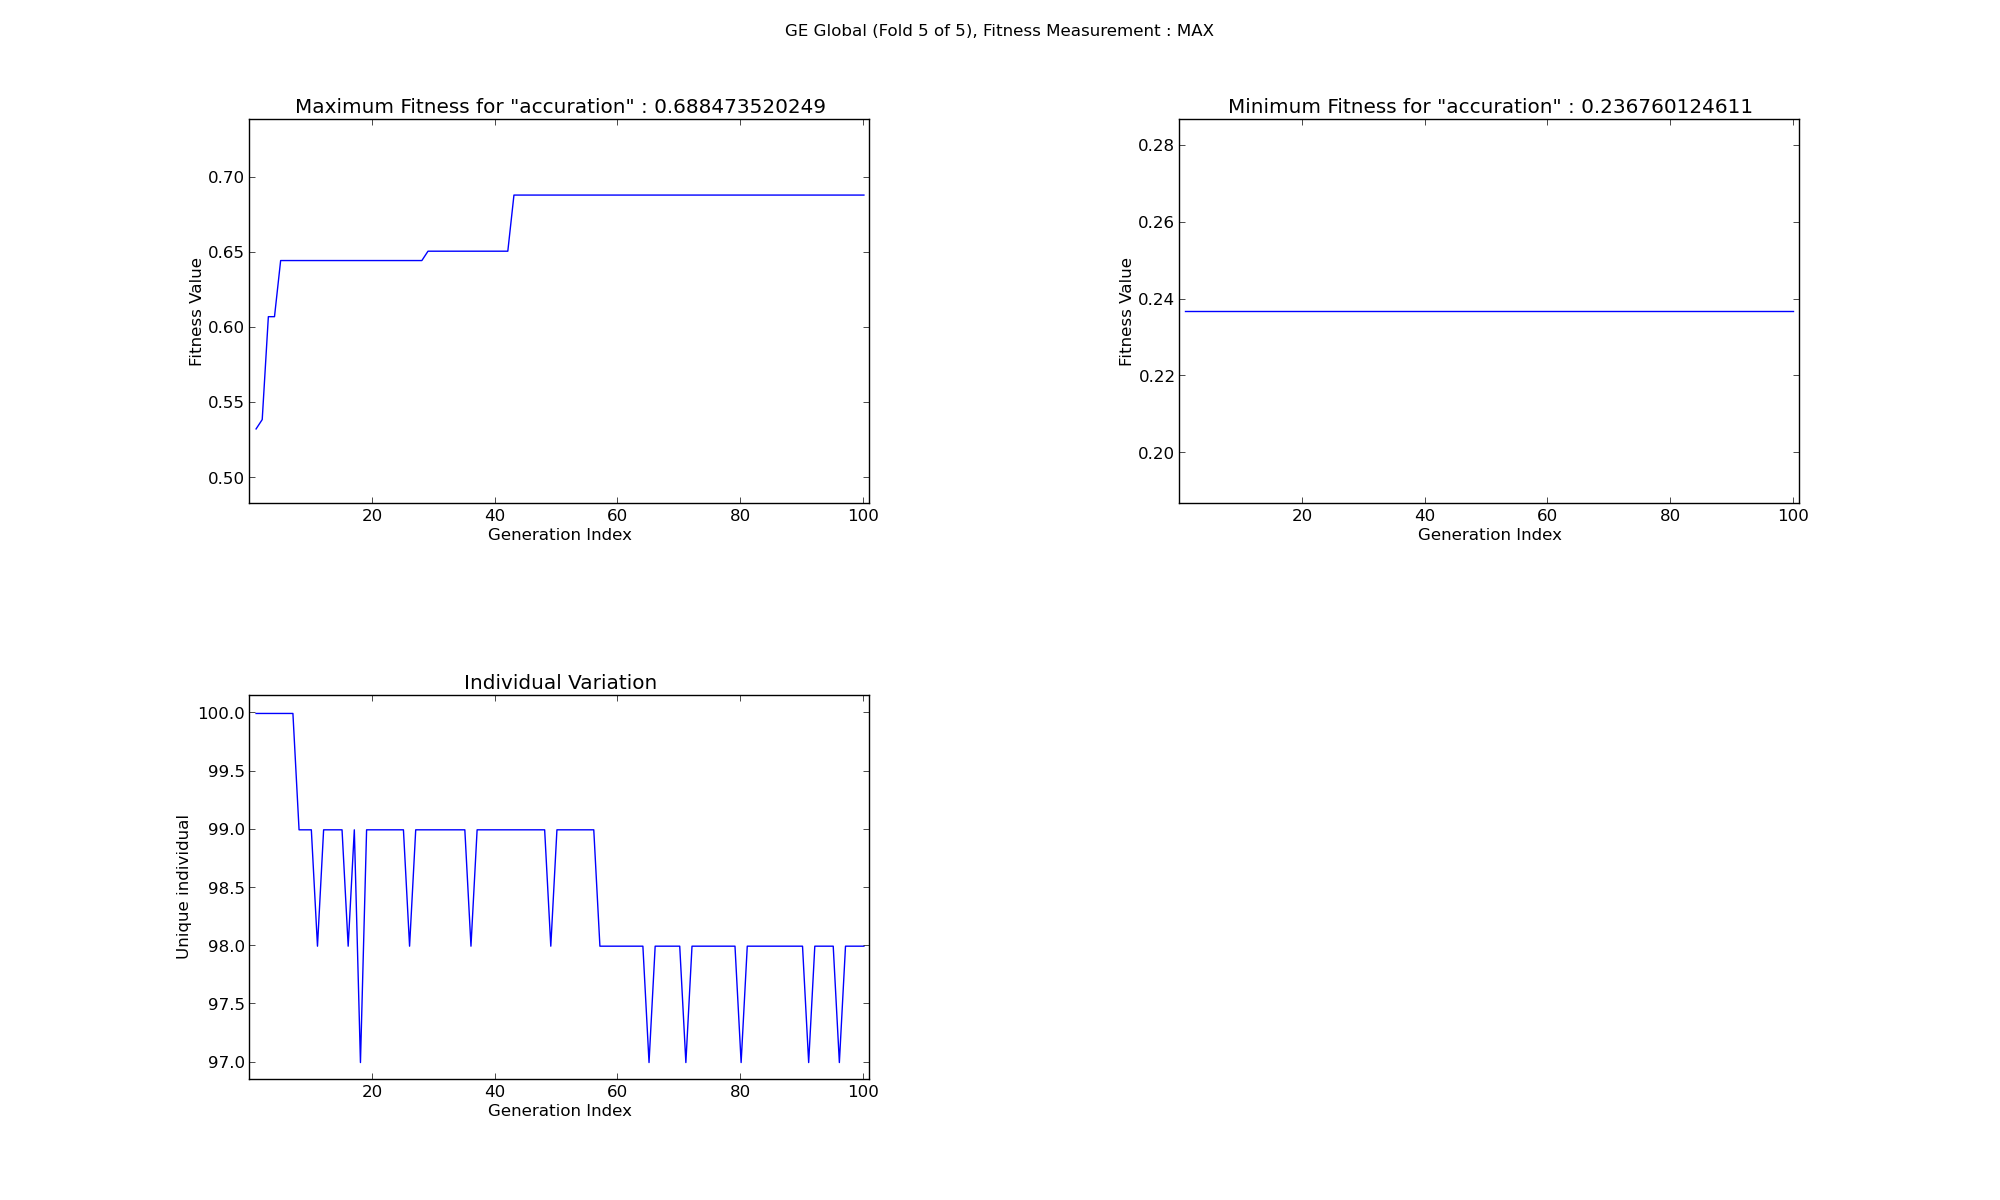 GE Global (Fold 5 of 5), Fitness Measurement : MAX
Maximum Fitness for "accuration" : 0.688473520249
0.70
0.65
0.60
0.55
0.50
Fitness Value
20 40 60 80 100
Generation Index
Minimum Fitness for "accuration" : 0.236760124611
0.28
0.26
0.24
0.22
0.20
Fitness Value
20 40 60 80 100
Generation Index
Individual Variation
100.0
99.5
99.0
98.5
98.0
97.5
97.0
Unique individual
20 40 60 80 100
Generation Index